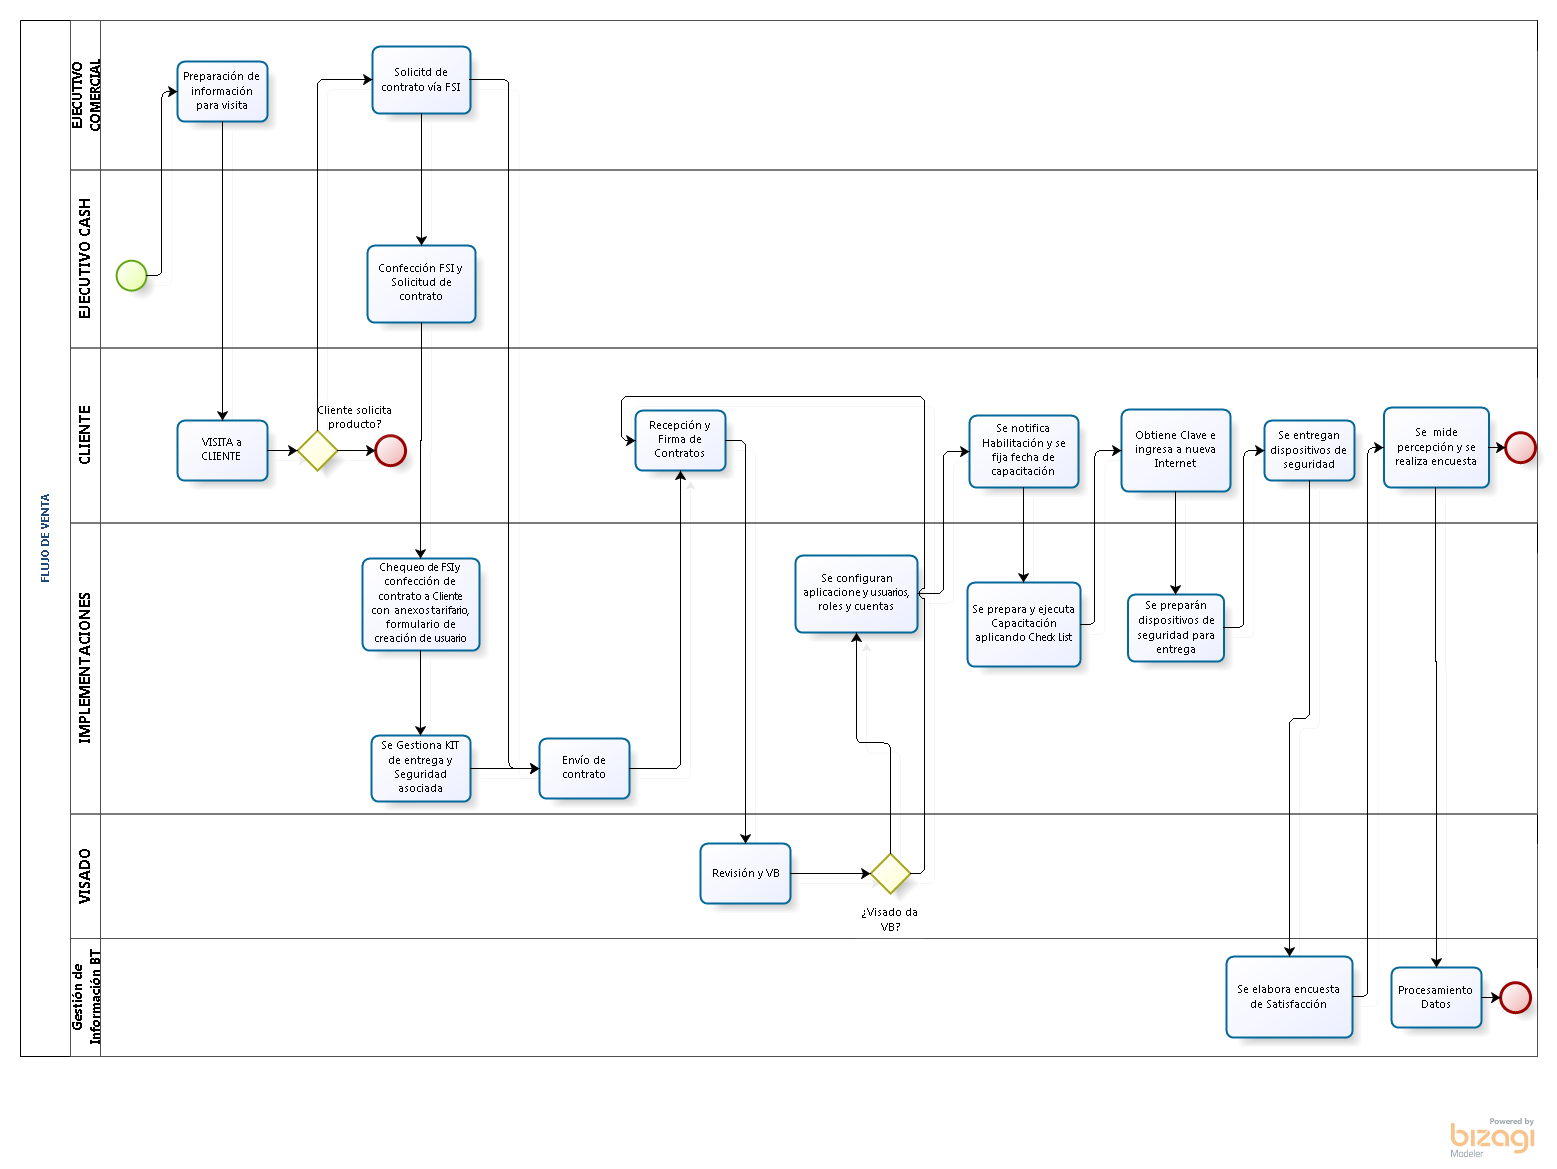 FLUJO DE VENTA
EJECUTIVO
COMERCIAL
Preparación de
información
para visita
Solicitd de
contrato vía FSI
EJECUTIVO CASH
Confección FSI y
Solicitud de
contrato
CLIENTE
VISITA a
CLIENTE
Cliente solicita
producto?
Recepción y
Firma de
Contratos
Se notifica
Habilitación y se
fija fecha de
capacitación
Obtiene Clave e
ingresa a nueva
Internet
Se entregan
dispositivos de
seguridad
Se mide
percepción y se
realiza encuesta
IMPLEMENTACIONES
Chequeo de FSI y
confección de
contrato a Cliente
con anexos tarifario,
formulario de
creación de usuario
Se Gestiona KIT
de entrega y
Seguridad
asociada
Envío de
contrato
Se configuran
aplicacione y usuarios,
roles y cuentas
Se prepara y ejecuta
Capacitación
aplicando Check List
Se preparán
dispositivos de
seguridad para
entrega
VISADO
Revisión y VB
¿Visado da
VB?
Gestión de
Información BT
Se elabora encuesta
de Satisfacción
Procesamiento
Datos
Powered by
bizagi
Modeler